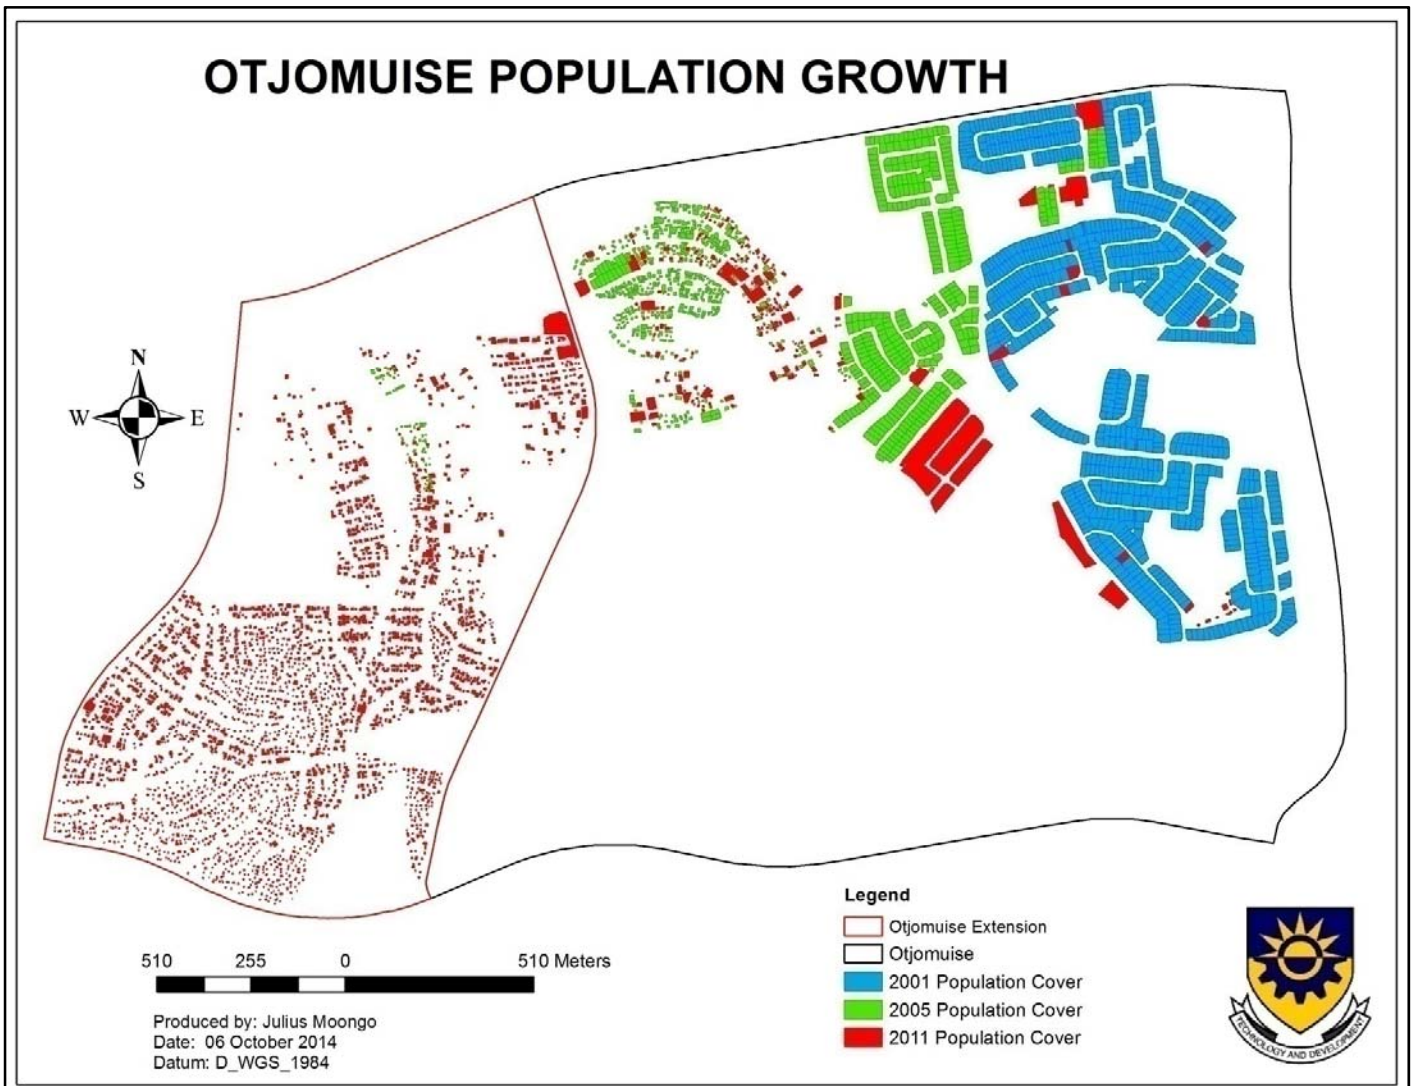 OTJOMUISE POPULATION GROWTH
N
W E
S
Legend
Otjomuise Extension
Otjomuise
2001 Population Cover
2005 Population Cover
2011 Population Cover
510 255 0 510 Meters
Produced by: Julius Moongo
Date: 06 October 2014
Datum: D_WGS_1984
TECHNOLOGY AND DEVELOPMENT